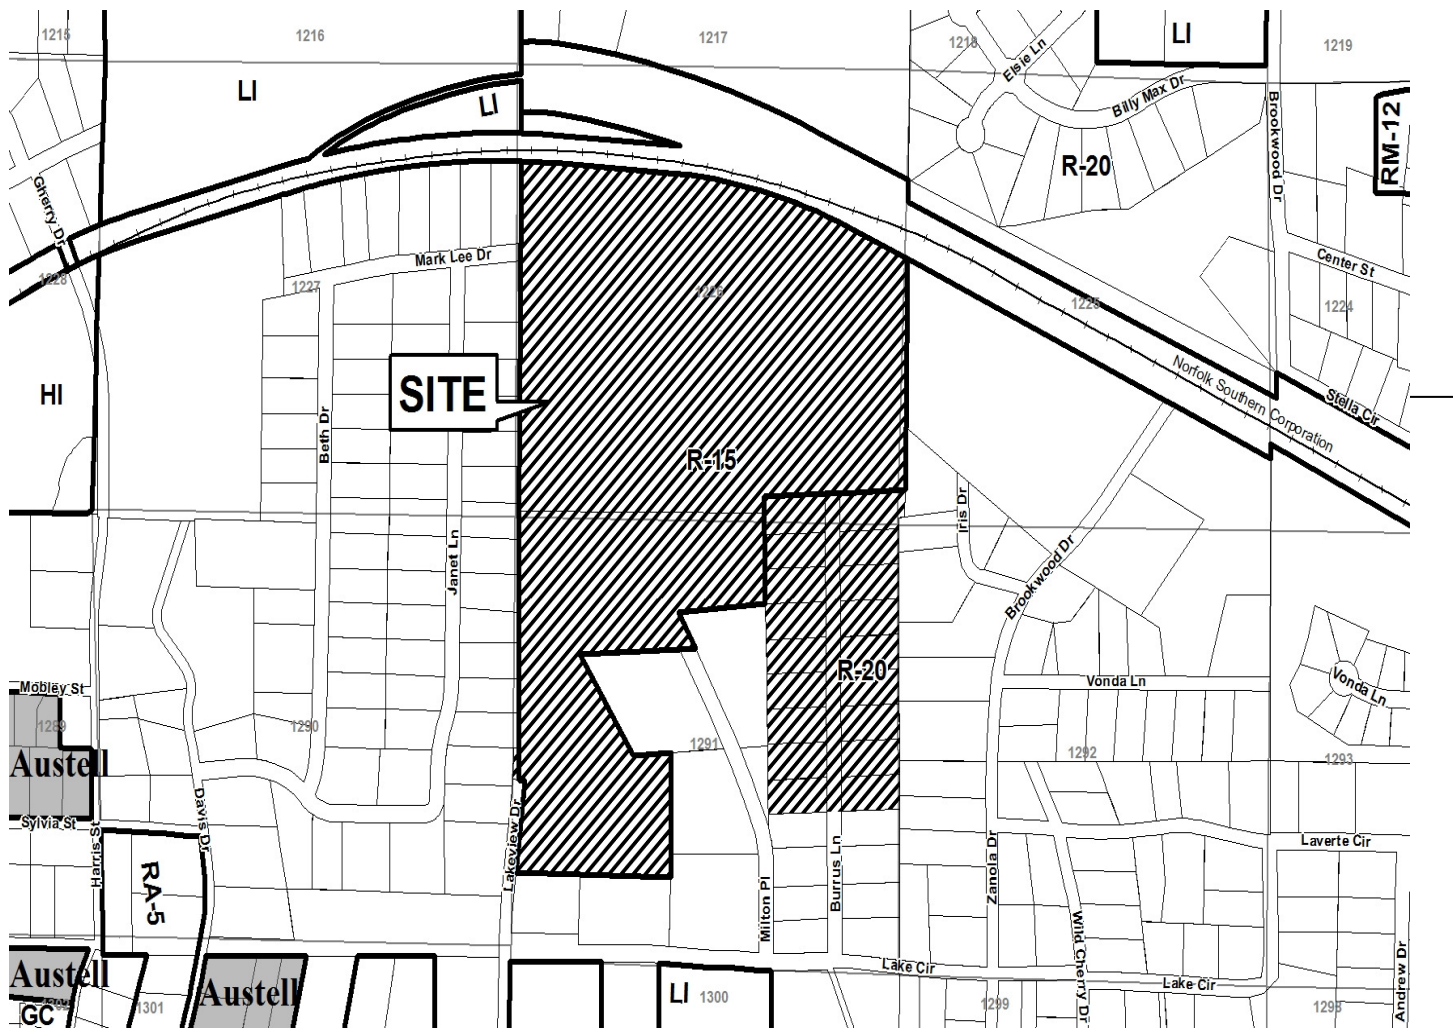 1215
1216
1217
1218
LI
1219
Elsie Ln
LI
LI
Billy Max Dr
Brookwood Dr
RM-12
R-20
Gherry Dr
Mark Lee Dr
Center St
1228
1227
1226
1225
1224
Norfolk Southern Corporation
HI
SITE
Stella Cir
Beth Dr
R-15
Iris Dr
Janet Ln
Brookwood Dr
R-20
Mobley St
Vonda Ln
Vonda Ln
1289
1290
1291
1292
1293
Austell
Davis Dr
Sylvia St
Harris St
Lakeview Dr
Laverte Cir
RA-5
Milton Pl
Burrus Ln
Zanola Dr
Wild Cherry Dr
Andrew Dr
Lake Cir
Lake Cir
Austell
Austell
LI
1300
1302
GC
1301
1299
1298